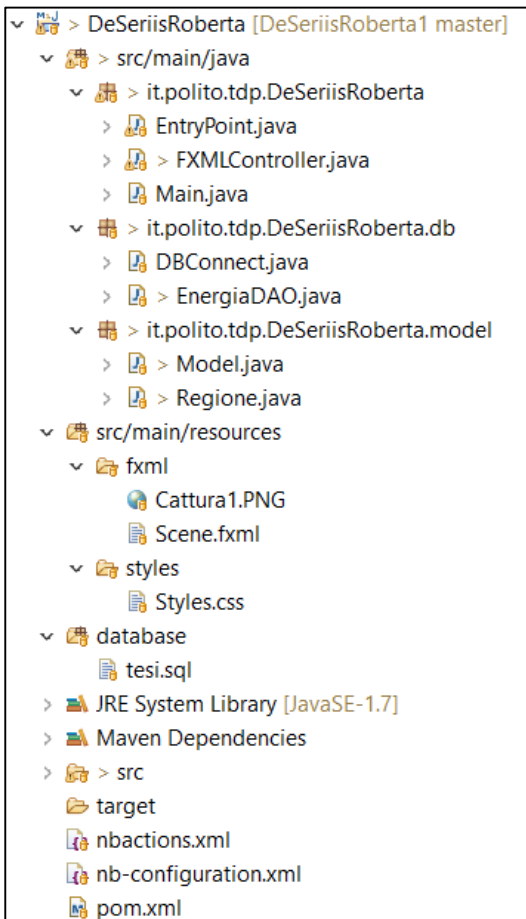 > DeSeriisRoberta [DeSeriisRoberta1 master]
> src/main/java
> it.polito.tdp.DeSeriisRoberta
EntryPoint.java
> FXMLController.java
Main.java
> it.polito.tdp.DeSeriisRoberta.db
DBConnect.java
> EnergiaDAO.java
> it.polito.tdp.DeSeriisRoberta.model
> Model.java
> Regione.java
src/main/resources
fxml
Cattura1.PNG
Scene.fxml
styles
Styles.css
database
tesi.sql
JRE System Library [JavaSE-1.7]
Maven Dependencies
> src
target
nbactions.xml
nb-configuration.xml
pom.xml